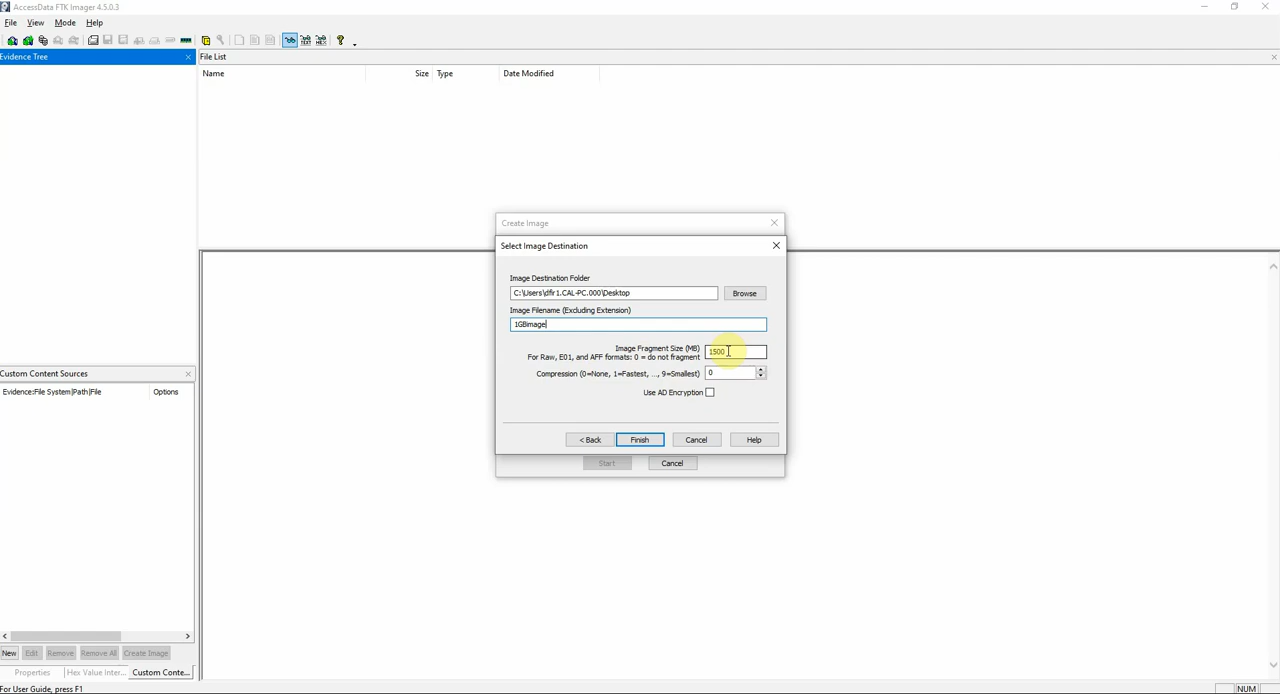 AccessData FTK Imager 4.5.0.3
File View Mode Help
Evidence Tree
File List
Name Size Type Date Modified
Create Image
Select Image Destination
Image Destination Folder
C:\Users\dfir1.CAL-PC.000\Desktop
Browse
Image Filename (Excluding Extension)
1GBimage
Image Fragment Size (MB)
For Raw, E01, and AFF formats: 0 = do not fragment
1500
Compression (0=None, 1=Fastest, ..., 9=Smallest)
0
Use AD Encryption
< Back Finish Cancel Help
Start Cancel
Custom Content Sources
Evidence:File System|Path|File Options
New Edit Remove Remove All Create Image
Properties Hex Value Inter... Custom Conte...
For User Guide, press F1
NUM